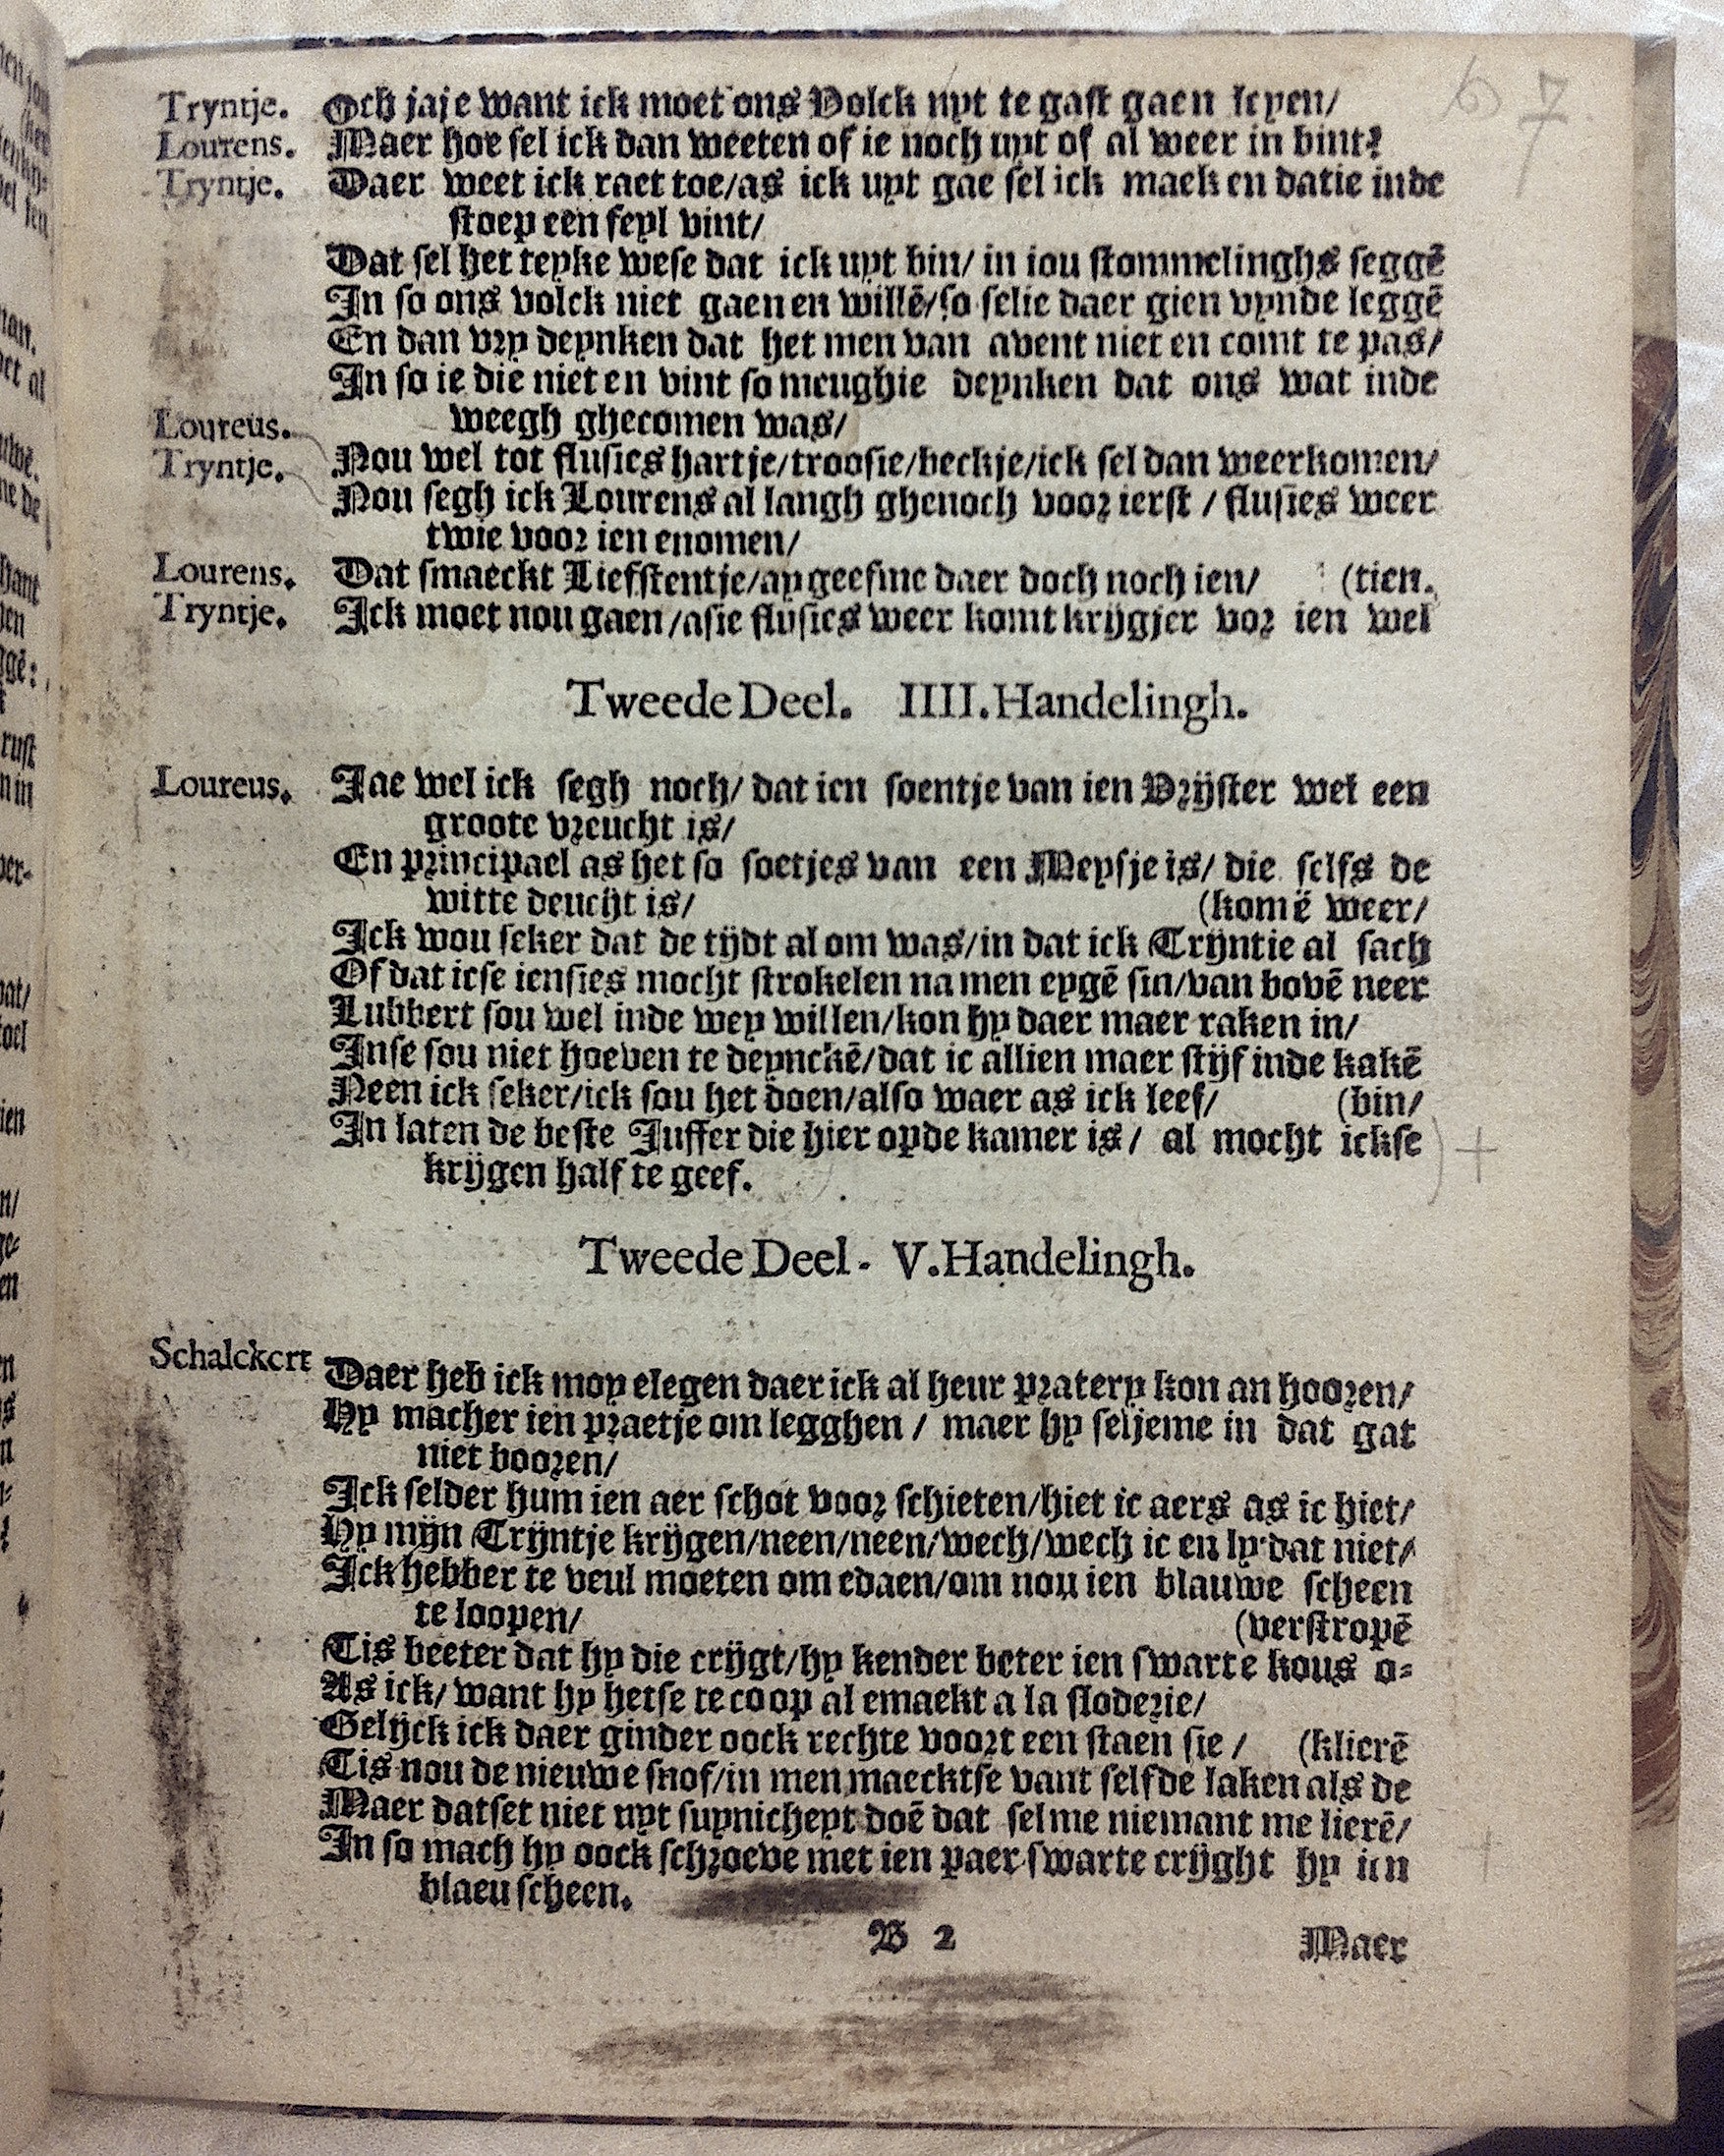 6 7
Tryntje. Och jaje want ick moet ons Volck uyt te gast gaen leyen/
Lourens. Maer hoe sel ick dan weeten of ie noch uyt of al weer in bint?
Tryntje. Daer weet ick raet toe/as ick uyt gae sel ick maeken datie inde
stoep een feyl vint/
Dat sel het teyke wese dat ick uyt bin/ in iou stommelinghs seggē
In so ons volck niet gaen en willē/so selie daer gien vynde leggē
En dan vry deynken dat het men van avent niet en comt te pas/
In so ie die niet en vint so meughie deynken dat ons wat inde
weegh ghecomen was/
Loureus. Nou wel tot flusies hartje/troosie/beckje/ick sel dan weerkomen/
Tryntje. Nou segh ick Lourens al langh ghenoch voor ierst / flusies weer
twie voor ien enomen/
Lourens. Dat smaeckt Liefstentje/ay geefme daer doch noch ien/ (tien.
Tryntje. Ick moet nou gaen/asie flusies weer komt krijgjer vor ien wel
Tweede Deel. IIII. Handelingh.
Loureus. Jae wel ick segh noch/ dat ien soentje van ien Vrijster wel een
groote vreucht is/
En principael as het so soetjes van een Meysje is/ die selfs de
witte deucht is/ (komē weer/
Ick wou seker dat de tijdt al om was/in dat ick Trijntie al sach
Of dat icse iensies mocht strokelen na men eygē sin/van bovē neer
Lubbert sou wel inde wey willen/kon hy daer maer raken in/
Inse sou niet hoeven te deynckē/dat ic allien maer stijf inde kakē
Neen ick seker/ick sou het doen/also waer as ick leef/ (bin/
In laten de beste Juffer die hier opde kamer is/ al mocht ickse
krijgen half te geef.
Tweede Deel. V. Handelingh.
Schalckert Daer heb ick moy elegen daer ick al heur pratery kon an hooren/
Hy macher ien praetje om legghen / maer hy seljeme in dat gat
niet booren/
Ick selder hum ien aer schot voor schieten/hiet ic aers as ic hiet/
Hy mijn Trijntje krijgen/neen/neen/wech/wech ic en ly dat niet/
Ick hebber te veul moeten om edaen/om nou ien blauwe scheen
te loopen/ (verstropē
Tis beeter dat hy die crijgt/hy kender beter ien swarte kous o-
As ick/ want hy hetse te coop al emaekt a la sloderie/
Gelijck ick daer ginder oock rechte voort een staen sie / (klierē
Tis nou de nieuwe snof/in men maecktse vant selfde laken als de
Maer datset niet uyt suynicheyt doē dat selme niemant me lierē/
In so mach hy oock schroeve met ien paer swarte crijght hy ien
blaeu scheen.
B 2 Maer